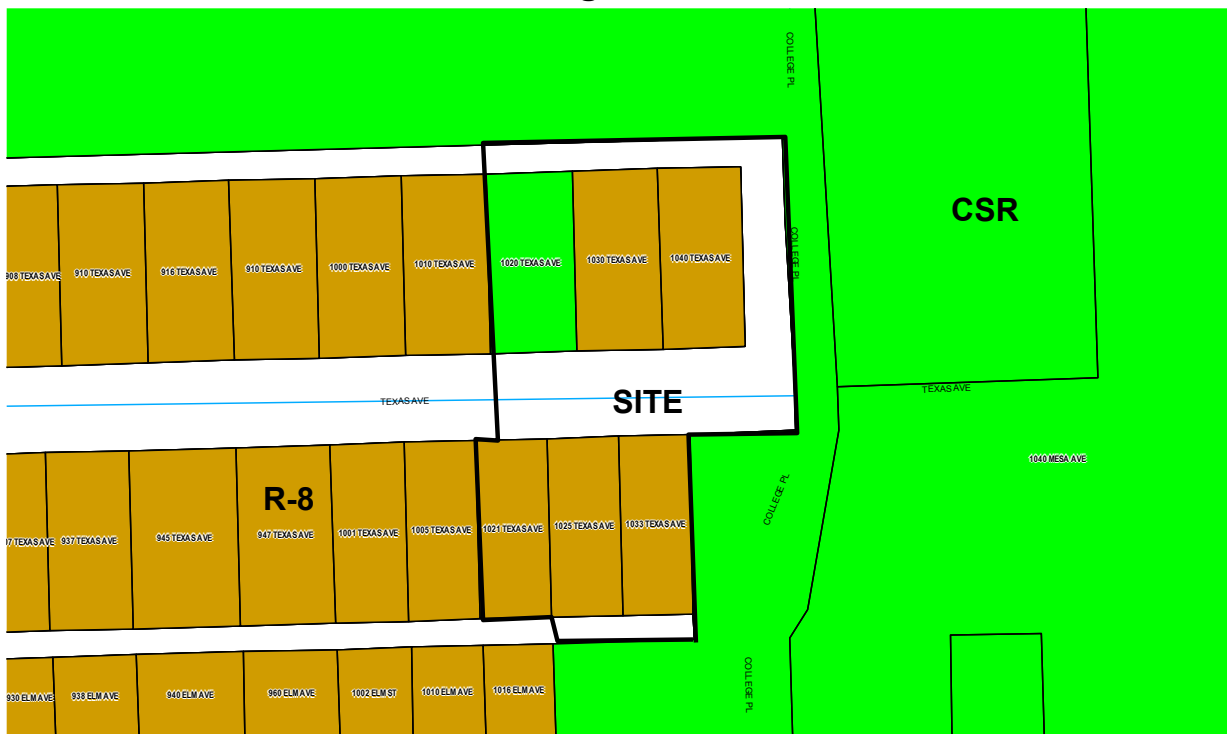 COLLEGE PL
CSR
COLLEGE PL
908 TEXAS AVE
910 TEXAS AVE
916 TEXAS AVE
910 TEXAS AVE
1000 TEXAS AVE
1010 TEXAS AVE
1020 TEXAS AVE
1030 TEXAS AVE
1040 TEXAS AVE
TEXAS AVE
SITE
TEXAS AVE
1040 MESA AVE
R-8
COLLEGE PL
07 TEXAS AVE
937 TEXAS AVE
945 TEXAS AVE
947 TEXAS AVE
1001 TEXAS AVE
1005 TEXAS AVE
1021 TEXAS AVE
1025 TEXAS AVE
1033 TEXAS AVE
COLLEGE PL
930 ELM AVE
938 ELM AVE
940 ELM AVE
960 ELM AVE
1002 ELM ST
1010 ELM AVE
1016 ELM AVE